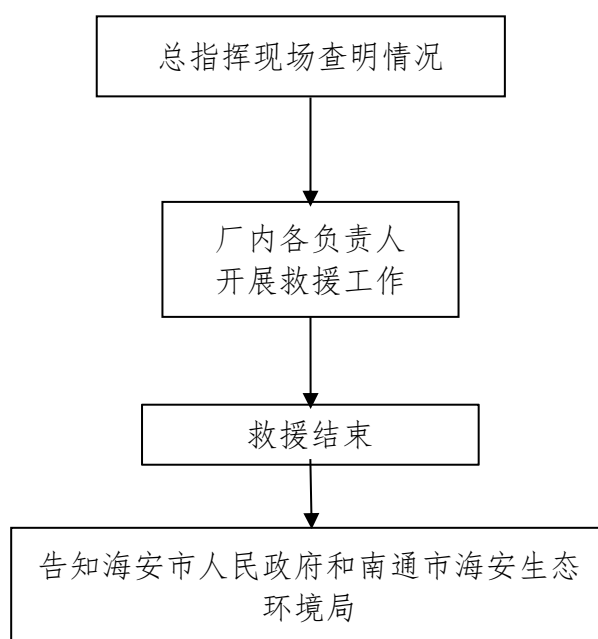 总指挥现场查明情况
厂内各负责人
开展救援工作
救援结束
告知海安市人民政府和南通市海安生态
环境局